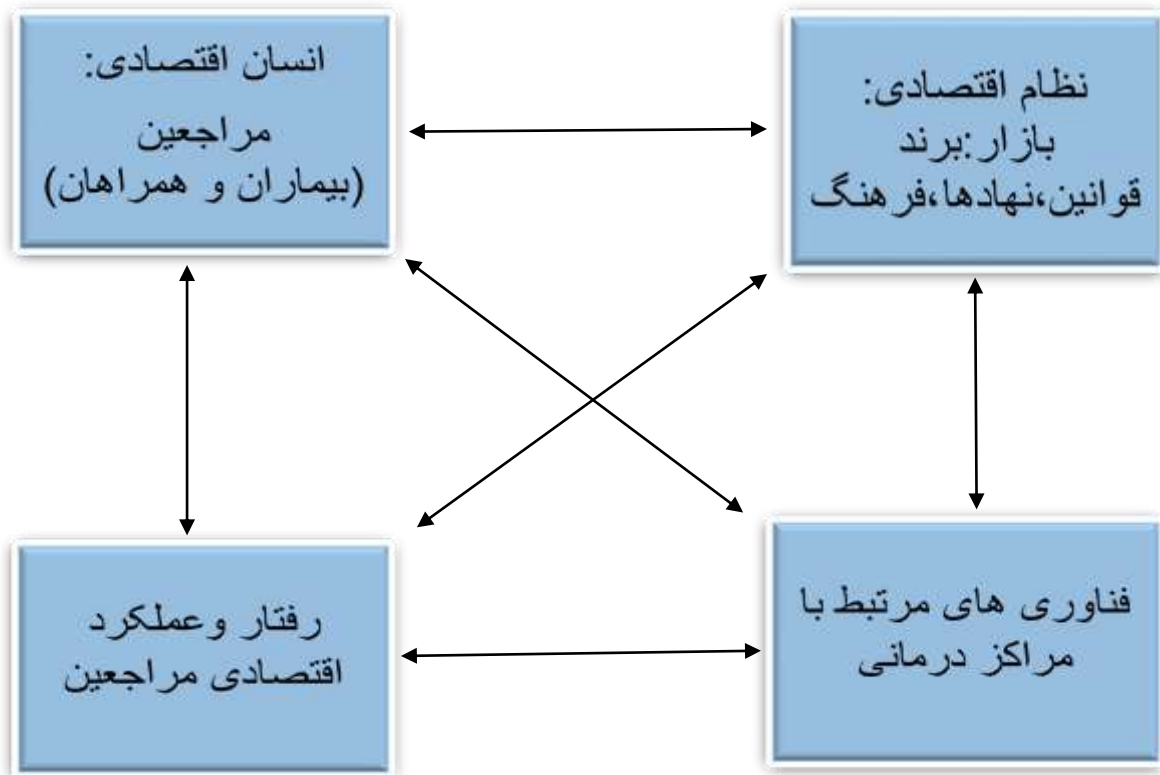 نظام اقتصادی:
بازار:برند
قوانین،نهادها،فرهنگ
انسان اقتصادی:
مراجعین
(بیماران و همراهان)
فناوری های مرتبط با
مراکز درمانی
رفتار وعملکرد
اقتصادی مراجعین